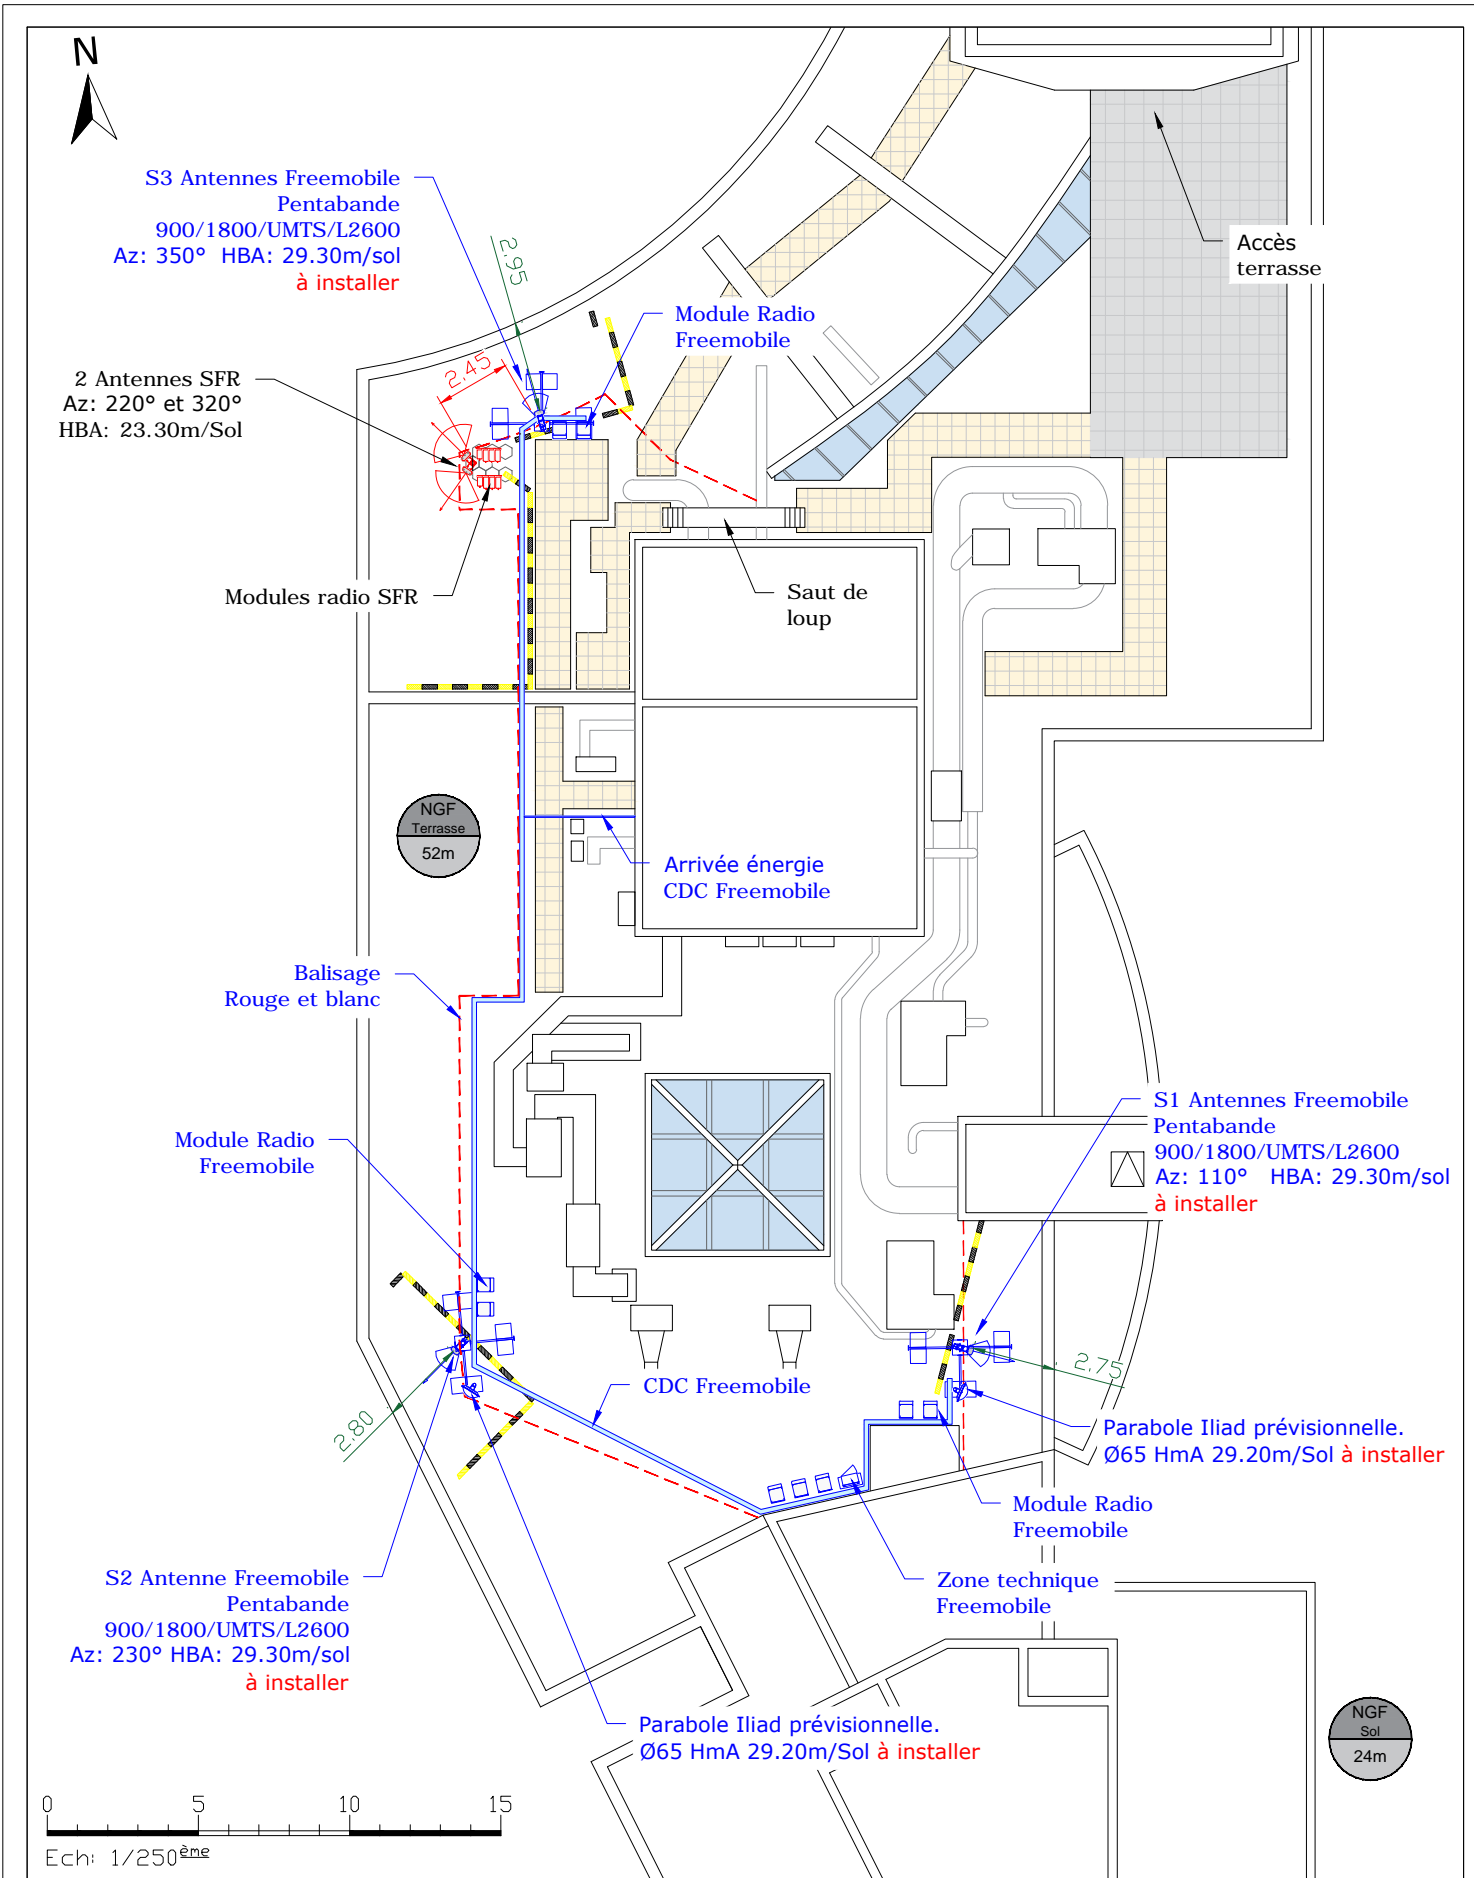 N
S3 Antennes Freemobile
Pentabande
900/1800/UMTS/L2600
Az: 350° HBA: 29.30m/sol
à installer
2.95
Accès
terrasse
Module Radio
Freemobile
2.45
2 Antennes SFR
Az: 220° et 320°
HBA: 23.30m/Sol
Modules radio SFR
Saut de
loup
NGF
Terrasse
52m
Arrivée énergie
CDC Freemobile
Balisage
Rouge et blanc
Module Radio
Freemobile
S1 Antennes Freemobile
Pentabande
900/1800/UMTS/L2600
Az: 110° HBA: 29.30m/sol
à installer
2.75
CDC Freemobile
2.80
Parabole Iliad prévisionnelle.
Ø65 HmA 29.20m/Sol à installer
Module Radio
Freemobile
Zone technique
Freemobile
S2 Antenne Freemobile
Pentabande
900/1800/UMTS/L2600
Az: 230° HBA: 29.30m/sol
à installer
Parabole Iliad prévisionnelle.
Ø65 HmA 29.20m/Sol à installer
NGF
Sol
24m
0 5 10 15
Ech: 1/250ème